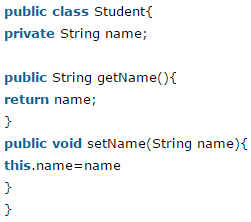 public class Student{
private String name;

public String getName(){
return name;
}
public void setName(String name){
this.name=name
}
}